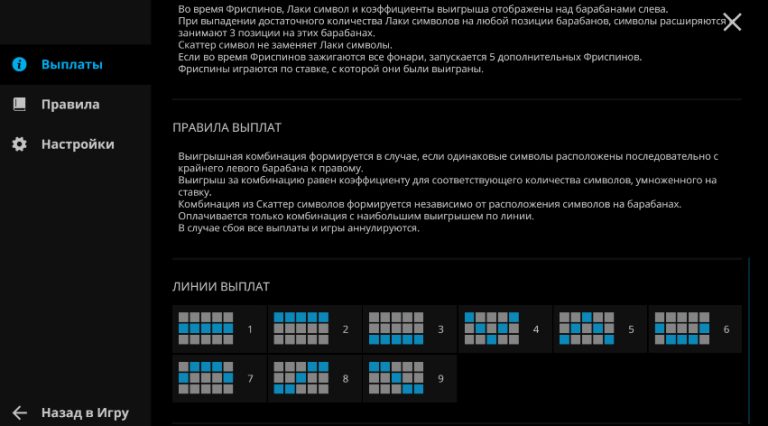 Во время Фриспинов, Лаки символ и коэффициенты выигрыша отображены над барабанами слева.
При выпадении достаточного количества Лаки символов на любой позиции барабанов, символы расширяются
занимают 3 позиции на этих барабанах.
Скаттер символ не заменяет Лаки символы.
Если во время Фриспинов зажигаются все фонари, запускается 5 дополнительных Фриспинов.
Фриспины играются по ставке, с которой они были выиграны.
Выплаты
Правила
Настройки
ПРАВИЛА ВЫПЛАТ
Выигрышная комбинация формируется в случае, если одинаковые символы расположены последовательно с
крайнего левого барабана к правому.
Выигрыш за комбинацию равен коэффициенту для соответствующего количества символов, умноженного на
ставку.
Комбинация из Скаттер символов формируется независимо от расположения символов на барабанах.
Оплачивается только комбинация с наибольшим выигрышем по линии.
В случае сбоя все выплаты и игры аннулируются.
ЛИНИИ ВЫПЛАТ
1 2 3 4 5 6
7 8 9
Назад в Игру